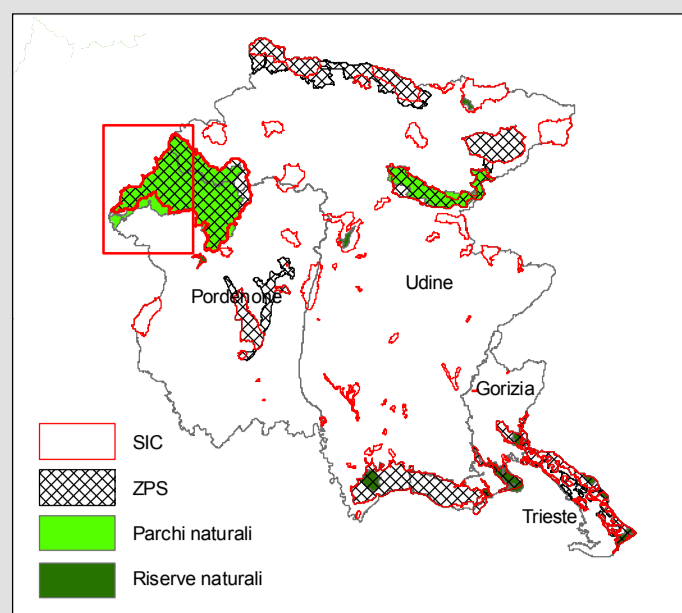 Udine
Pordenone
Gorizia
Trieste
SIC
ZPS
Parchi naturali
Riserve naturali